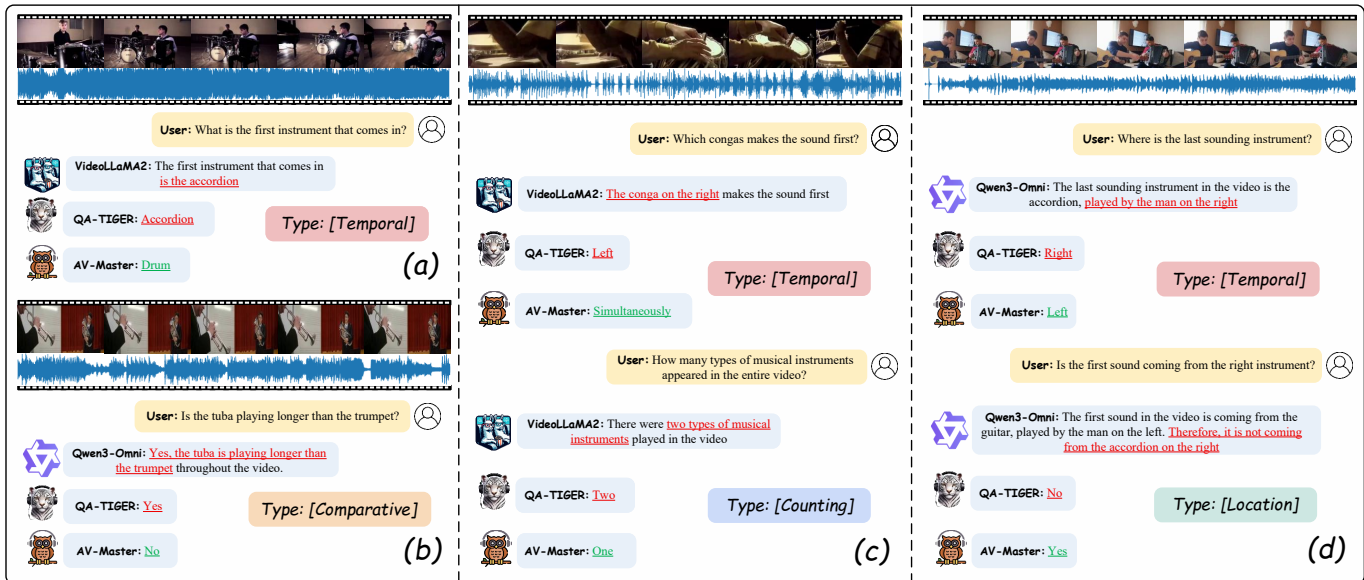 User: What is the first instrument that comes in?
VideoLLaMA2: The first instrument that comes in
is the accordion
QA-TIGER: Accordion
Type: [Temporal]
AV-Master: Drum
(a)
User: Is the tuba playing longer than the trumpet?
Qwen3-Omni: Yes, the tuba is playing longer than
the trumpet throughout the video.
QA-TIGER: Yes
Type: [Comparative]
AV-Master: No
(b)
User: Which congas makes the sound first?
VideoLLaMA2: The conga on the right makes the sound first
QA-TIGER: Left
Type: [Temporal]
AV-Master: Simultaneously
User: How many types of musical instruments
appeared in the entire video?
VideoLLaMA2: There were two types of musical
instruments played in the video
QA-TIGER: Two
Type: [Counting]
AV-Master: One
(c)
User: Where is the last sounding instrument?
Qwen3-Omni: The last sounding instrument in the video is the
accordion, played by the man on the right
QA-TIGER: Right
Type: [Temporal]
AV-Master: Left
User: Is the first sound coming from the right instrument?
Qwen3-Omni: The first sound in the video is coming from the
guitar, played by the man on the left. Therefore, it is not coming
from the accordion on the right
QA-TIGER: No
Type: [Location]
AV-Master: Yes
(d)